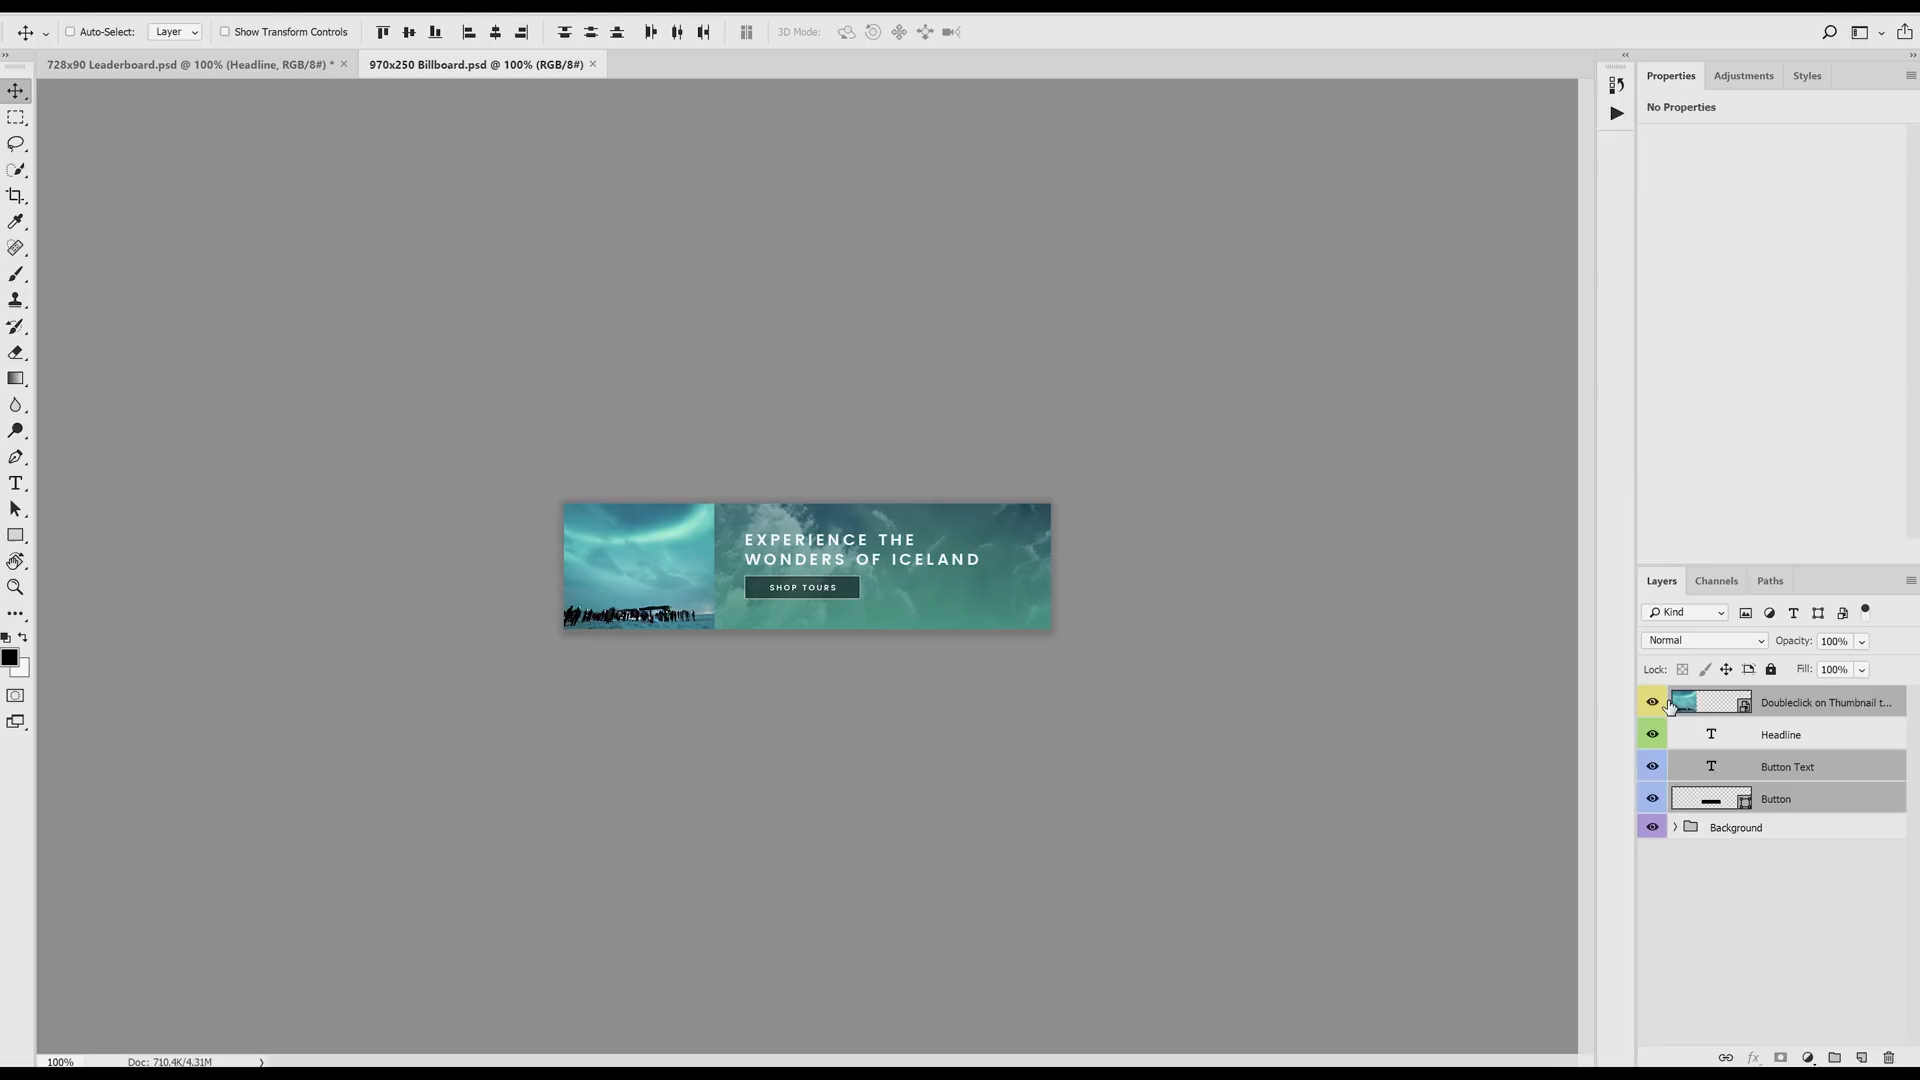 Auto-Select:
Layer
Show Transform Controls
3D Mode:
728x90 Leaderboard.psd @ 100% (Headline, RGB/8#) *
970x250 Billboard.psd @ 100% (RGB/8#)
Properties
Adjustments
Styles
No Properties
EXPERIENCE THE
WONDERS OF ICELAND
SHOP TOURS
Layers
Channels
Paths
Kind
Normal
Opacity: 100%
Lock:
Fill: 100%
Doubleclick on Thumbnail t...
Headline
Button Text
Button
Background
100%
Doc: 710.4K/4.31M